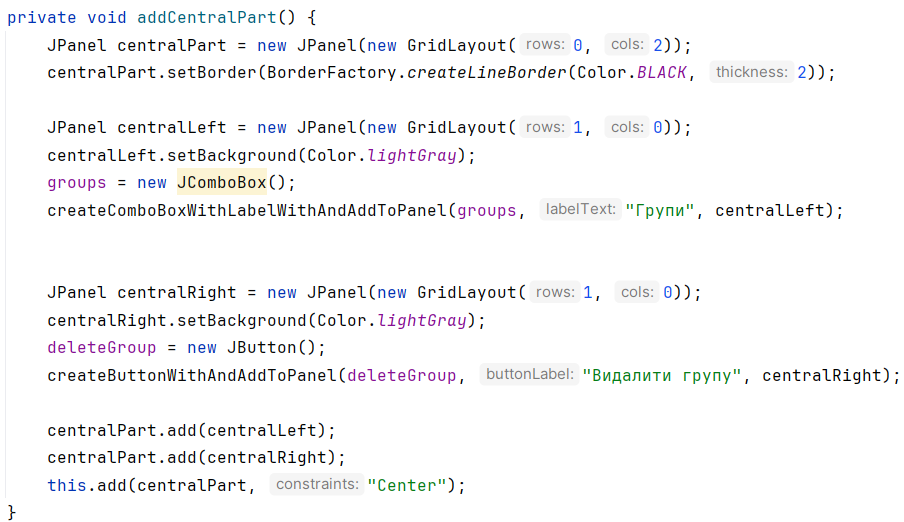 private void addCentralPart() {
JPanel centralPart = new JPanel(new GridLayout( rows: 0, cols: 2));
centralPart.setBorder(BorderFactory.createLineBorder(Color.BLACK, thickness: 2));
JPanel centralLeft = new JPanel(new GridLayout( rows: 1, cols: 0));
centralLeft.setBackground(Color.lightGray);
groups = new JComboBox();
createComboBoxWithLabelWithAndAddToPanel(groups, labelText: "Групи", centralLeft);
JPanel centralRight = new JPanel(new GridLayout( rows: 1, cols: 0));
centralRight.setBackground(Color.lightGray);
deleteGroup = new JButton();
createButtonWithAndAddToPanel(deleteGroup, buttonLabel: "Видалити групу", centralRight);
centralPart.add(centralLeft);
centralPart.add(centralRight);
this.add(centralPart, constraints: "Center");
}